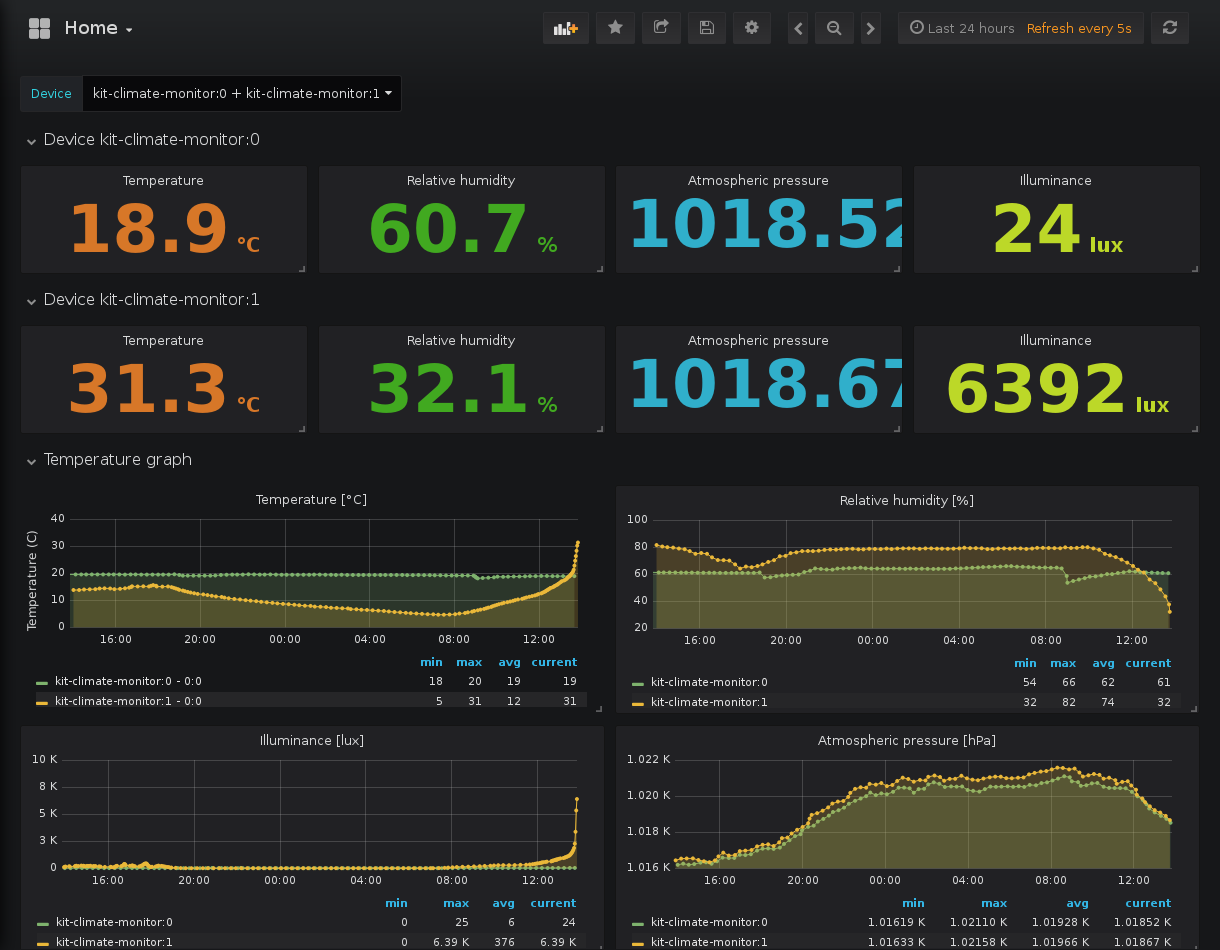 Home
Last 24 hours Refresh every 5s
Device kit-climate-monitor:0 + kit-climate-monitor:1
Device kit-climate-monitor:0
Temperature Relative humidity Atmospheric pressure Illuminance
18.9 °C 60.7 % 1018.52 24 lux
Device kit-climate-monitor:1
Temperature Relative humidity Atmospheric pressure Illuminance
31.3 °C 32.1 % 1018.67 6392 lux
Temperature graph
Temperature [°C]
Temperature (C)
40
30
20
10
0
16:00 20:00 00:00 04:00 08:00 12:00
min max avg current
kit-climate-monitor:0 - 0:0 18 20 19 19
kit-climate-monitor:1 - 0:0 5 31 12 31
Relative humidity [%]
100
80
60
40
20
16:00 20:00 00:00 04:00 08:00 12:00
min max avg current
kit-climate-monitor:0 54 66 62 61
kit-climate-monitor:1 32 82 74 32
Illuminance [lux]
10 K
8 K
5 K
3 K
0
16:00 20:00 00:00 04:00 08:00 12:00
min max avg current
kit-climate-monitor:0 0 25 6 24
kit-climate-monitor:1 0 6.39 K 376 6.39 K
Atmospheric pressure [hPa]
1.022 K
1.020 K
1.018 K
1.016 K
16:00 20:00 00:00 04:00 08:00 12:00
min max avg current
kit-climate-monitor:0 1.01619 K 1.02110 K 1.01928 K 1.01852 K
kit-climate-monitor:1 1.01633 K 1.02158 K 1.01966 K 1.01867 K